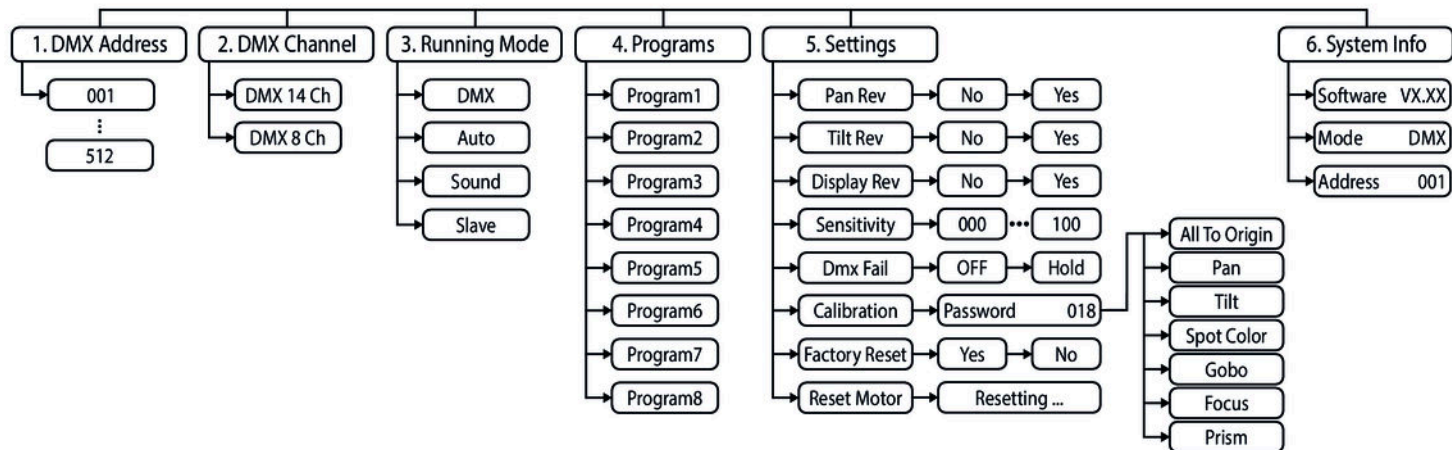 1. DMX Address
001
⋮
512
2. DMX Channel
DMX 14 Ch
DMX 8 Ch
3. Running Mode
DMX
Auto
Sound
Slave
4. Programs
Program1
Program2
Program3
Program4
Program5
Program6
Program7
Program8
5. Settings
Pan Rev No Yes
Tilt Rev No Yes
Display Rev No Yes
Sensitivity 000 ••• 100
Dmx Fail OFF Hold
Calibration Password 018
All To Origin
Pan
Tilt
Spot Color
Gobo
Focus
Prism
Factory Reset Yes No
Reset Motor Resetting ...
6. System Info
Software VX.XX
Mode DMX
Address 001